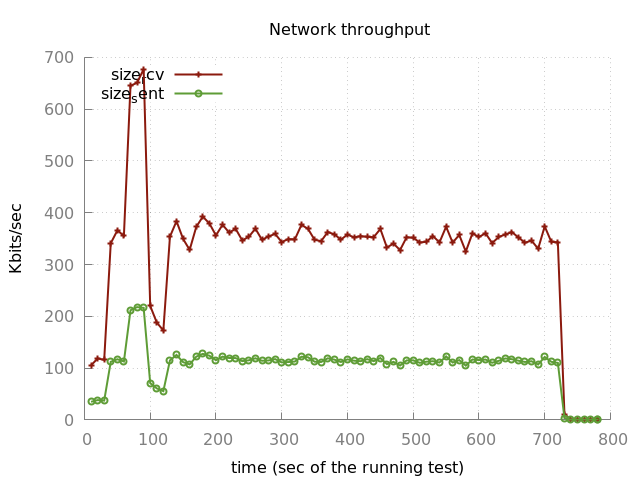 Network throughput
700
600
500
400
300
200
100
0
size_rcv
size_sent
Kbits/sec
0 100 200 300 400 500 600 700 800
time (sec of the running test)